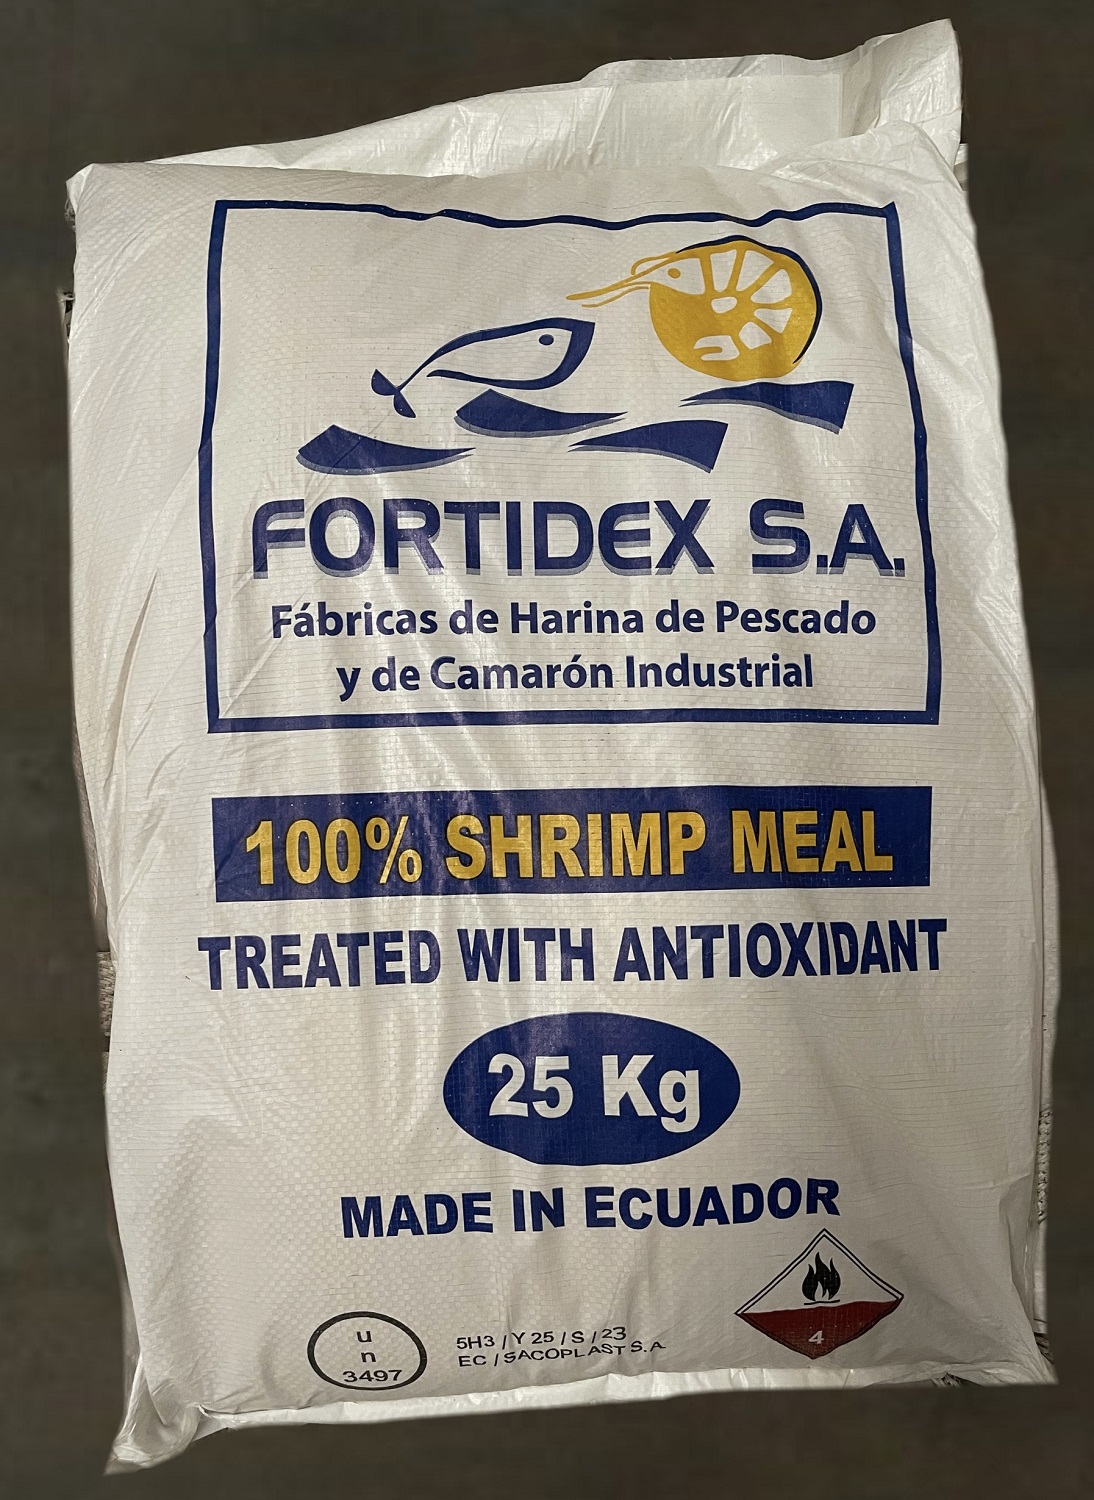 FORTIDEX S.A.
Fábricas de Harina de Pescado
y de Camarón Industrial
100% SHRIMP MEAL
TREATED WITH ANTIOXIDANT
25 Kg
MADE IN ECUADOR
4
u
n
3497
5H3 / Y 25 / S / 23
EC / SACOPLAST S.A.